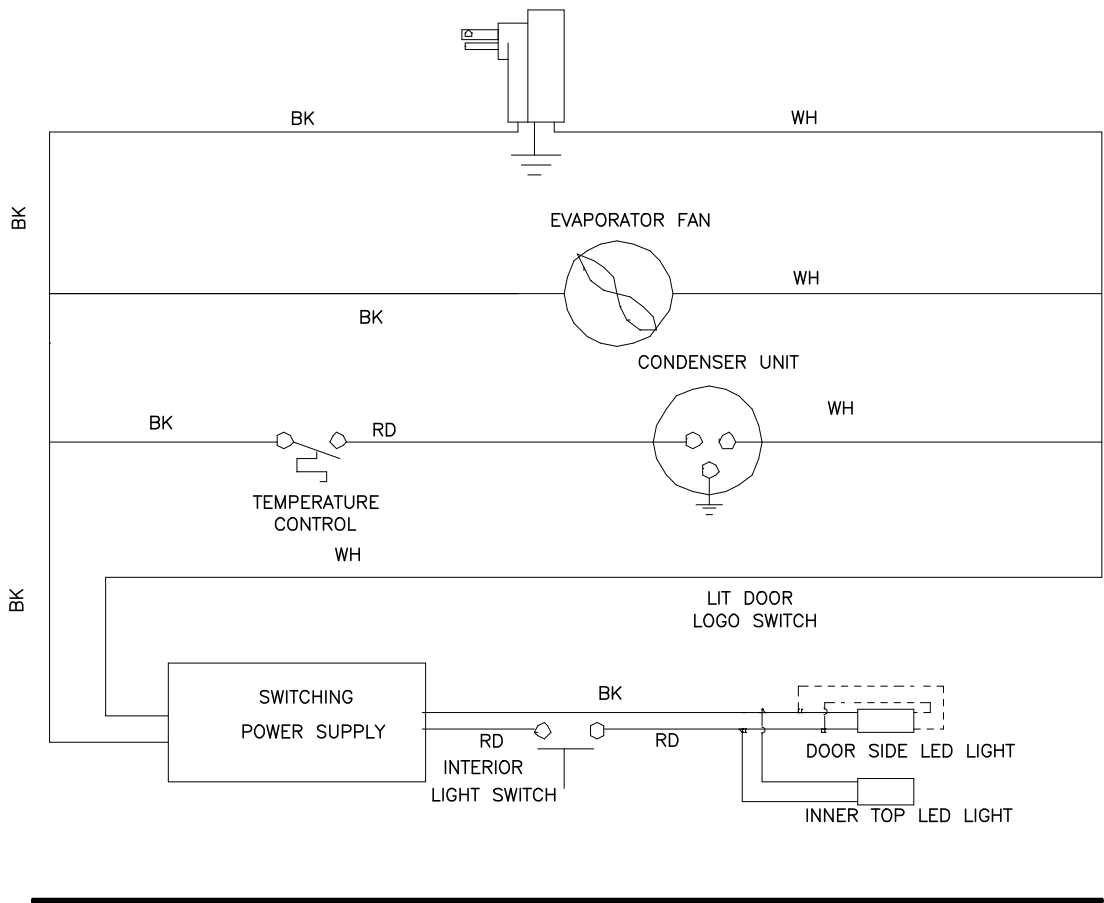 BK
WH
BK
EVAPORATOR FAN
WH
BK
CONDENSER UNIT
WH
BK
RD
TEMPERATURE
CONTROL
WH
BK
LIT DOOR
LOGO SWITCH
SWITCHING
POWER SUPPLY
BK
RD
RD
INTERIOR
LIGHT SWITCH
DOOR SIDE LED LIGHT
INNER TOP LED LIGHT